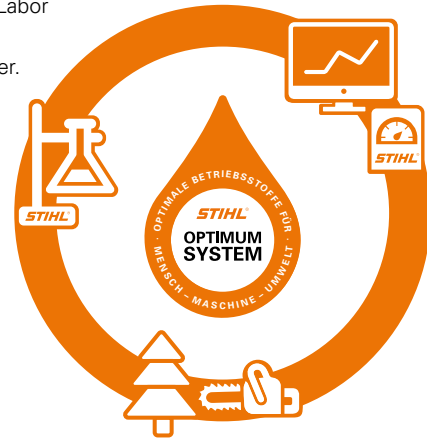 Labor
er.
STIHL®
STIHL®
OPTIMALE BETRIEBSSTOFFE FÜR ·
MENSCH – MASCHINE – UMWELT ·
STIHL®
OPTIMUM
SYSTEM